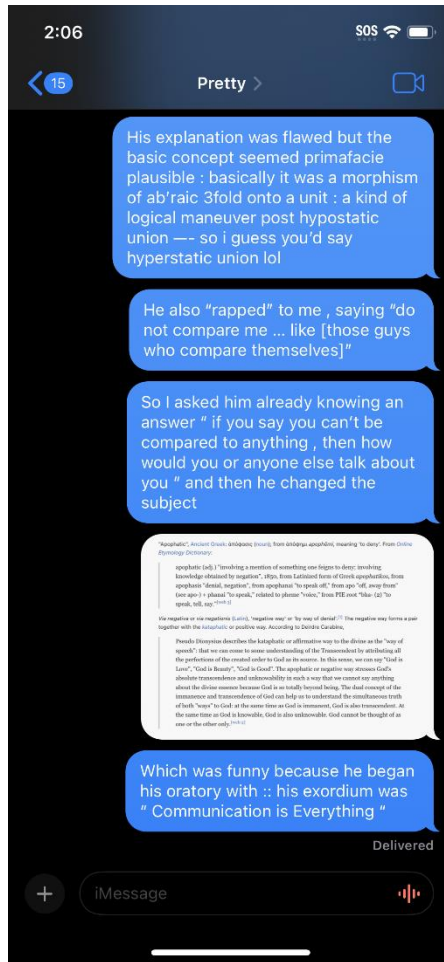 2:06
SOS
15
Pretty
His explanation was flawed but the
basic concept seemed primafacie
plausible : basically it was a morphism
of ab'raic 3fold onto a unit : a kind of
logical maneuver post hypostatic
union —- so i guess you'd say
hyperstatic union lol
He also “rapped” to me , saying “do
not compare me ... like [those guys
who compare themselves]”
So I asked him already knowing an
answer “ if you say you can't be
compared to anything , then how
would you or anyone else talk about
you “ and then he changed the
subject
"Apophatic", Ancient Greek: ἀπόφασις (noun), from ἀπόφημι apophēmi, meaning 'to deny'. From Online
Etymology Dictionary:
apophatic (adj.) "involving a mention of something one feigns to deny; involving
knowledge obtained by negation", 1850, from Latinized form of Greek apophatikos, from
apophasis "denial, negation", from apophanai "to speak off," from apo "off, away from"
(see apo-) + phanai "to speak," related to pheme "voice," from PIE root *bha- (2) "to
speak, tell, say."[web 3]
Via negativa or via negationis (Latin), 'negative way' or 'by way of denial'.[1] The negative way forms a pair
together with the kataphatic or positive way. According to Deirdre Carabine,
Pseudo Dionysius describes the kataphatic or affirmative way to the divine as the "way of
speech": that we can come to some understanding of the Transcendent by attributing all
the perfections of the created order to God as its source. In this sense, we can say "God is
Love", "God is Beauty", "God is Good". The apophatic or negative way stresses God's
absolute transcendence and unknowability in such a way that we cannot say anything
about the divine essence because God is so totally beyond being. The dual concept of the
immanence and transcendence of God can help us to understand the simultaneous truth
of both "ways" to God: at the same time as God is immanent, God is also transcendent. At
the same time as God is knowable, God is also unknowable. God cannot be thought of as
one or the other only.
Which was funny because he began
his oratory with :: his exordium was
“ Communication is Everything “
Delivered
iMessage